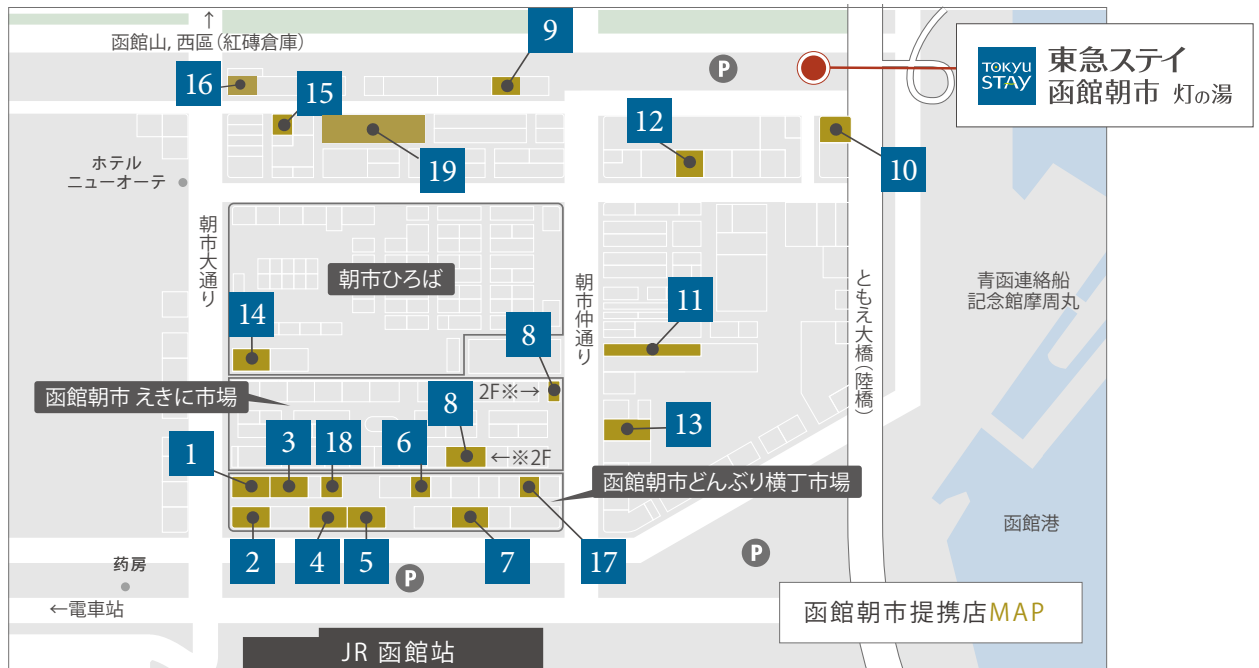 ↑
函館山, 西區(紅磚倉庫)
9
P
TOKYU
STAY
東急ステイ
函館朝市 灯の湯
16
15
12
19
10
ホテル
ニューオーテ
朝市大通り
朝市ひろば
朝市仲通り
ともえ大橋(陸橋)
青函連絡船
記念館摩周丸
14
11
8
2F※→
函館朝市 えきに市場
8
13
←※2F
1
3
18
6
函館朝市どんぶり横丁市場
函館港
2
4
5
7
17
P
药房
P
←電車站
函館朝市提携店MAP
JR 函館站